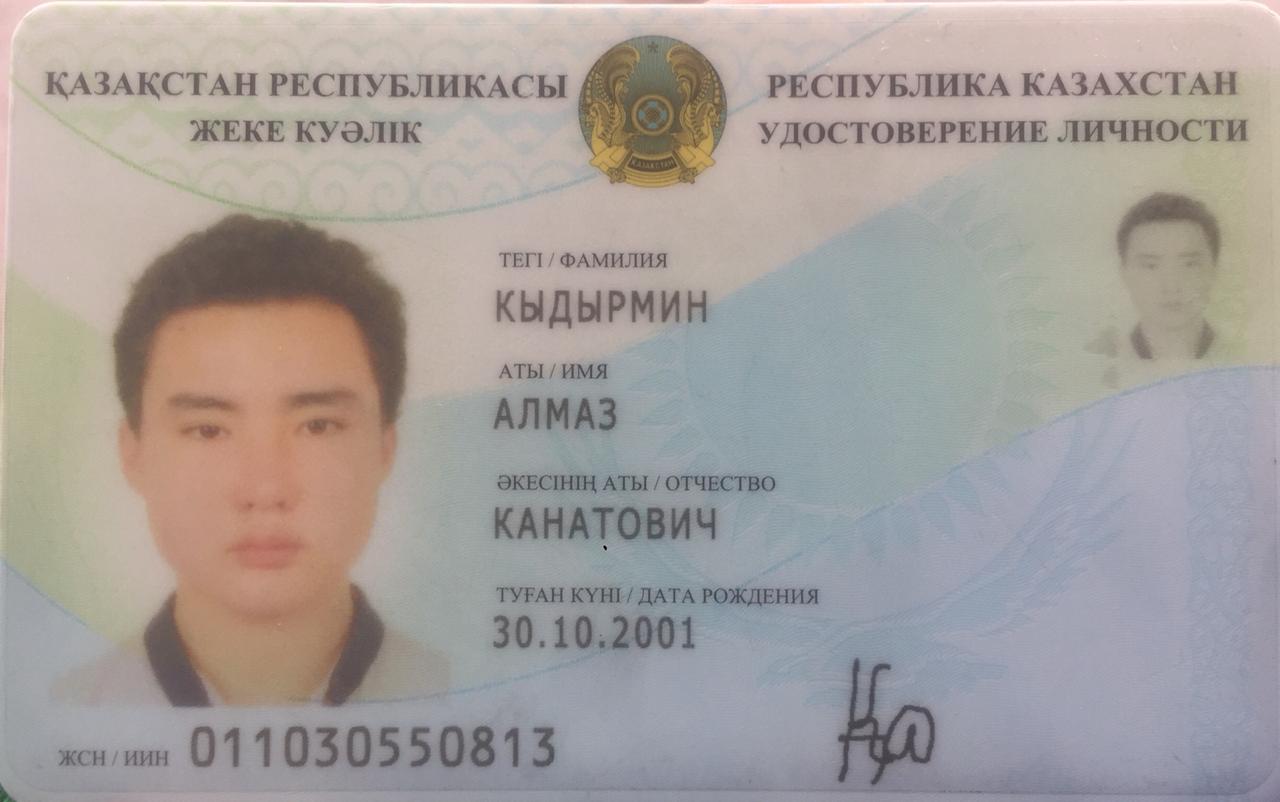 ҚАЗАҚСТАН РЕСПУБЛИКАСЫ
ЖЕКЕ КУӘЛІК
ҚАЗАҚСТАН
РЕСПУБЛИКА КАЗАХСТАН
УДОСТОВЕРЕНИЕ ЛИЧНОСТИ
ТЕГІ / ФАМИЛИЯ
КЫДЫРМИН
АТЫ / ИМЯ
АЛМАЗ
ӘКЕСІНІҢ АТЫ / ОТЧЕСТВО
КАНАТОВИЧ
ТУҒАН КҮНІ / ДАТА РОЖДЕНИЯ
30.10.2001
ЖСН / ИИН 011030550813